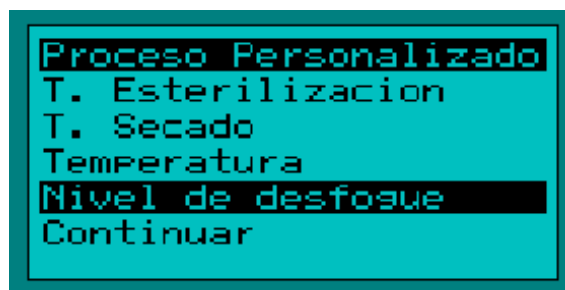 Proceso Personalizado
T. Esterilizacion
T. Secado
Temperatura
Nivel de desfogue
Continuar